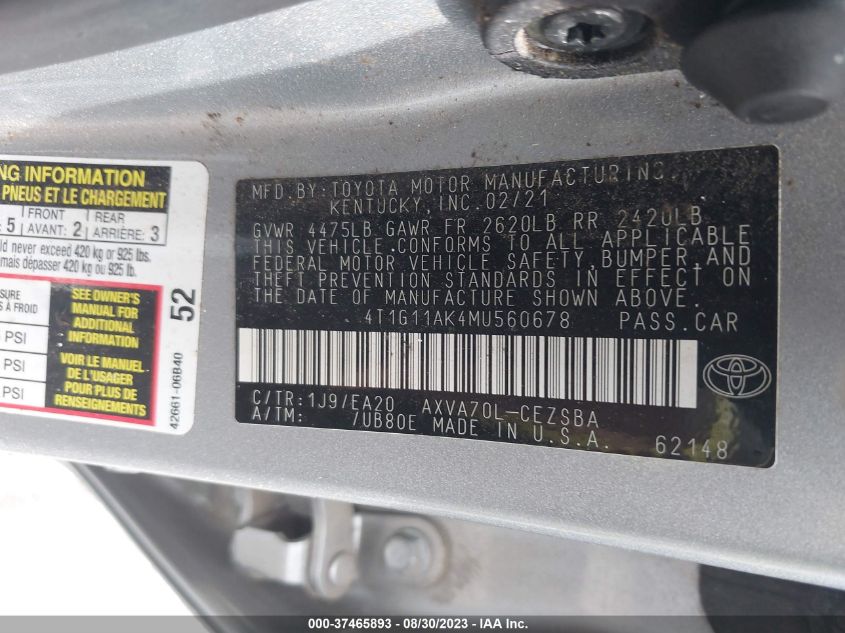 NG INFORMATION
PNEUS ET LE CHARGEMENT
5 FRONT AVANT: 2 REAR ARRIÈRE: 3
ld never exceed 420 kg or 925 lbs.
amais dépasser 420 kg ou 925 lb.
SURE
S À FROID
PSI
PSI
SEE OWNER'S
MANUAL FOR
ADDITIONAL
INFORMATION
VOIR LE MANUEL
DE L'USAGER
POUR PLUS DE
RENSEIGNEMENTS
52
42661-06B40
MFD BY:TOYOTA MOTOR MANUFACTURING,
KENTUCKY, INC. 02/21
GVWR 4475LB GAWR FR 2620LB RR 2420LB
THIS VEHICLE CONFORMS TO ALL APPLICABLE
FEDERAL MOTOR VEHICLE SAFETY, BUMPER, AND
THEFT PREVENTION STANDARDS IN EFFECT ON
THE DATE OF MANUFACTURE SHOWN ABOVE.
4T1G11AK4MU560678 PASS.CAR
C/TR:1J9/EA20 AXVA70L-CEZSBA
A/TM: 7UB80E MADE IN U.S.A.
62148
000-37465893 - 08/30/2023 - IAA Inc.